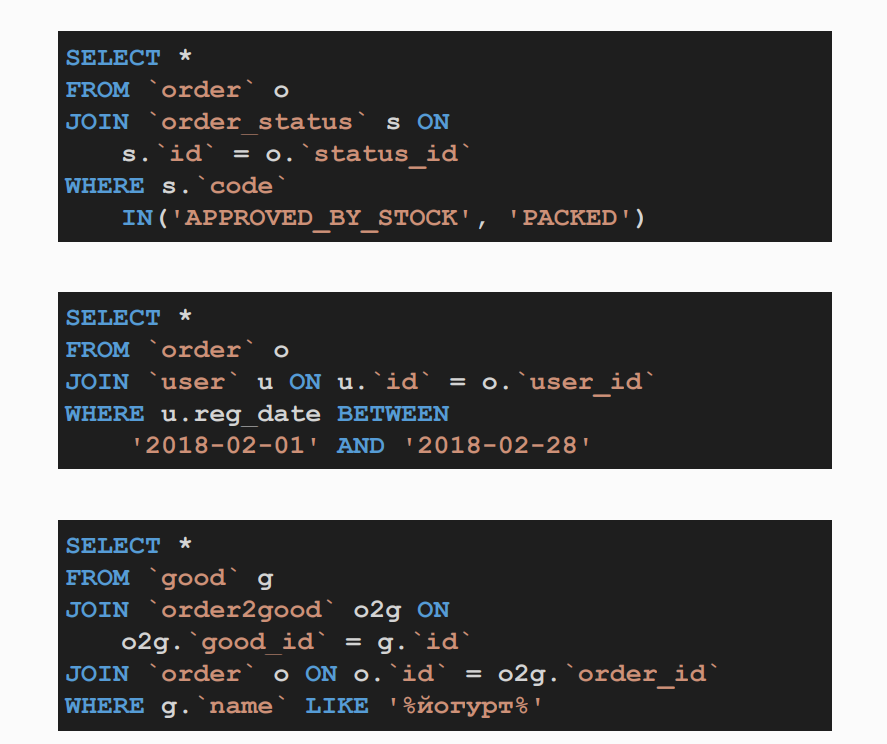 SELECT *
FROM `order` o
JOIN `order_status` s ON
s.`id` = o.`status_id`
WHERE s.`code`
IN('APPROVED_BY_STOCK', 'PACKED')
SELECT *
FROM `order` o
JOIN `user` u ON u.`id` = o.`user_id`
WHERE u.reg_date BETWEEN
'2018-02-01' AND '2018-02-28'
SELECT *
FROM `good` g
JOIN `order2good` o2g ON
o2g.`good_id` = g.`id`
JOIN `order` o ON o.`id` = o2g.`order_id`
WHERE g.`name` LIKE '%йогурт%'